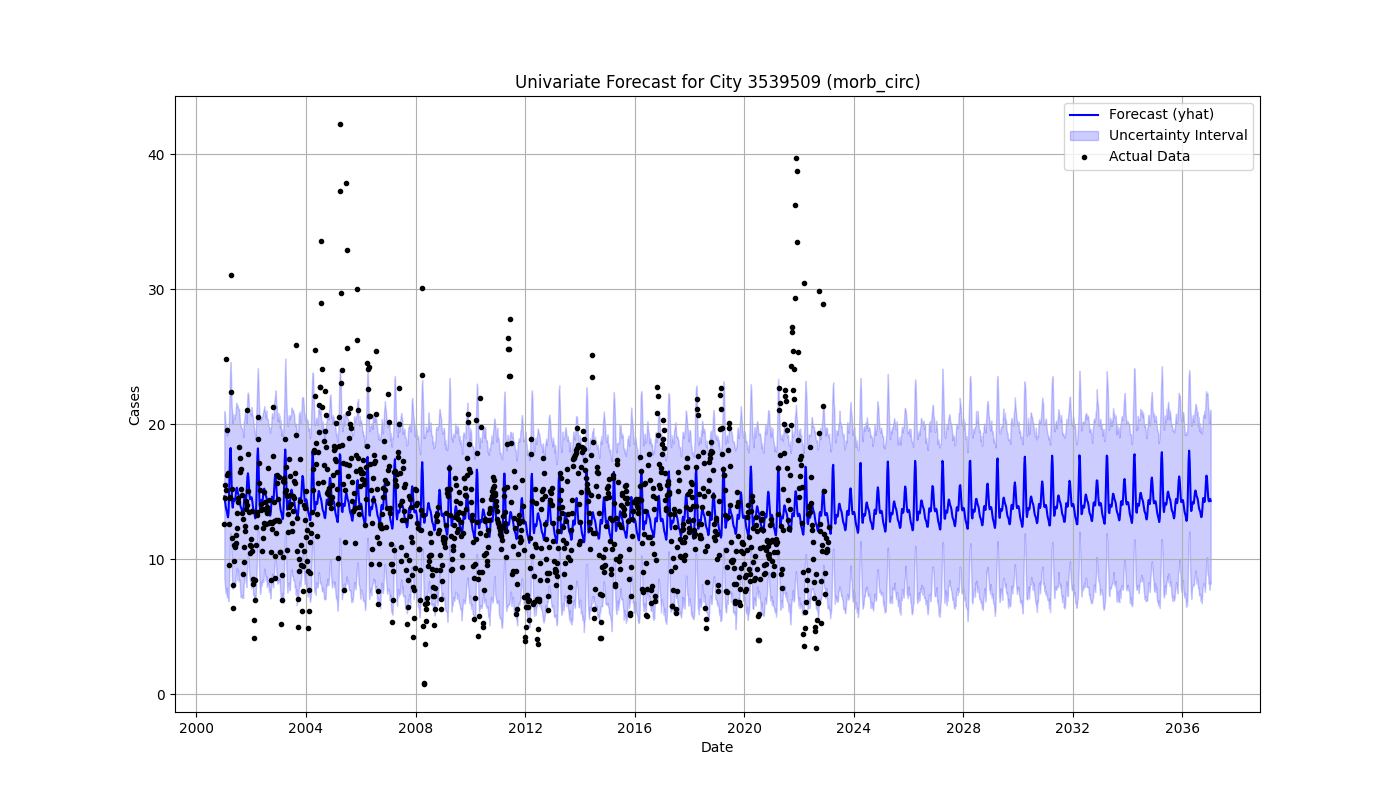 Univariate Forecast for City 3539509 (morb_circ)
Forecast (yhat)
Uncertainty Interval
Actual Data
Cases
40
30
20
10
0
2000 2004 2008 2012 2016 2020 2024 2028 2032 2036
Date